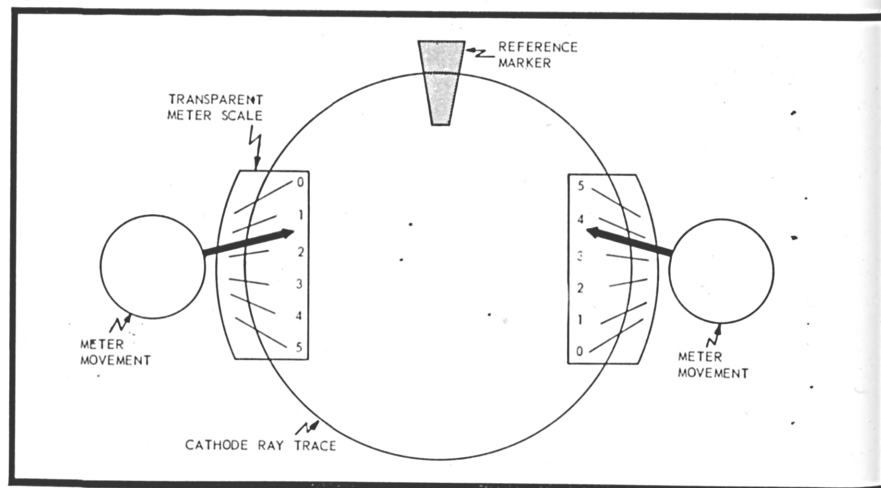 REFERENCE
MARKER
TRANSPARENT
METER SCALE
0
1
2
3
4
5
5
4
3
2
1
0
METER
MOVEMENT
METER
MOVEMENT
CATHODE RAY TRACE